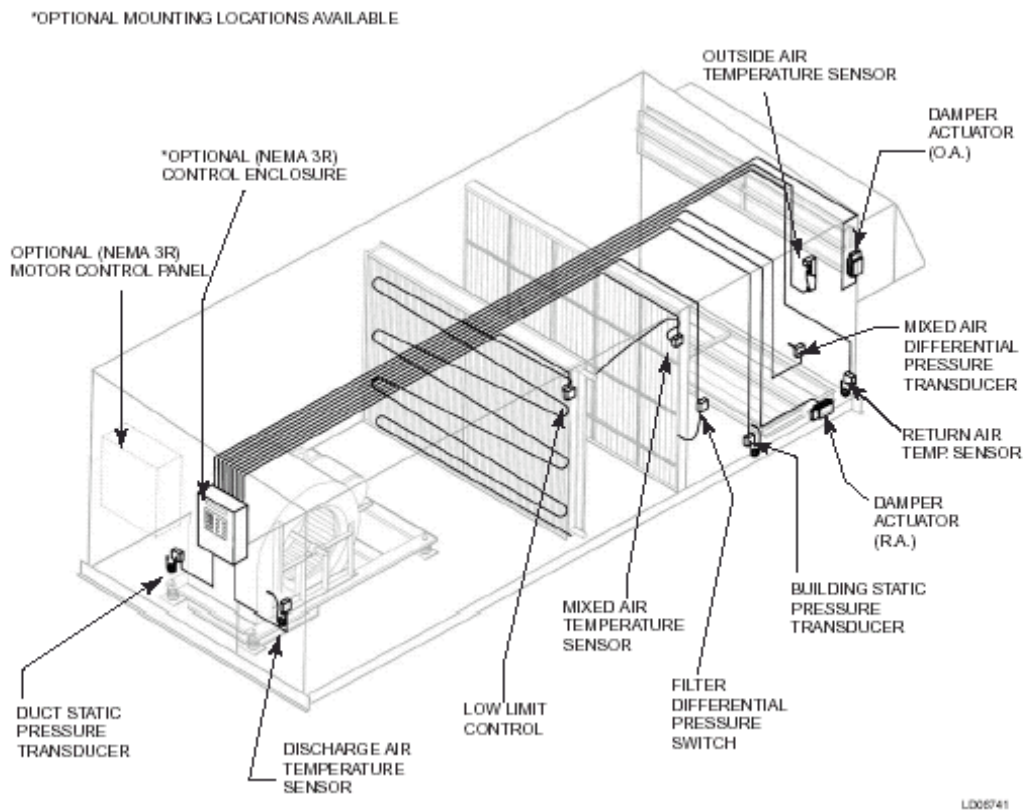 *OPTIONAL MOUNTING LOCATIONS AVAILABLE
OUTSIDE AIR
TEMPERATURE SENSOR
DAMPER
ACTUATOR
(O.A.)
*OPTIONAL (NEMA 3R)
CONTROL ENCLOSURE
OPTIONAL (NEMA 3R)
MOTOR CONTROL PANEL
MIXED AIR
DIFFERENTIAL
PRESSURE
TRANSDUCER
RETURN AIR
TEMP. SENSOR
DAMPER
ACTUATOR
(R.A.)
BUILDING STATIC
PRESSURE
TRANSDUCER
MIXED AIR
TEMPERATURE
SENSOR
FILTER
DIFFERENTIAL
PRESSURE
SWITCH
LOW LIMIT
CONTROL
DUCT STATIC
PRESSURE
TRANSDUCER
DISCHARGE AIR
TEMPERATURE
SENSOR
LD08741